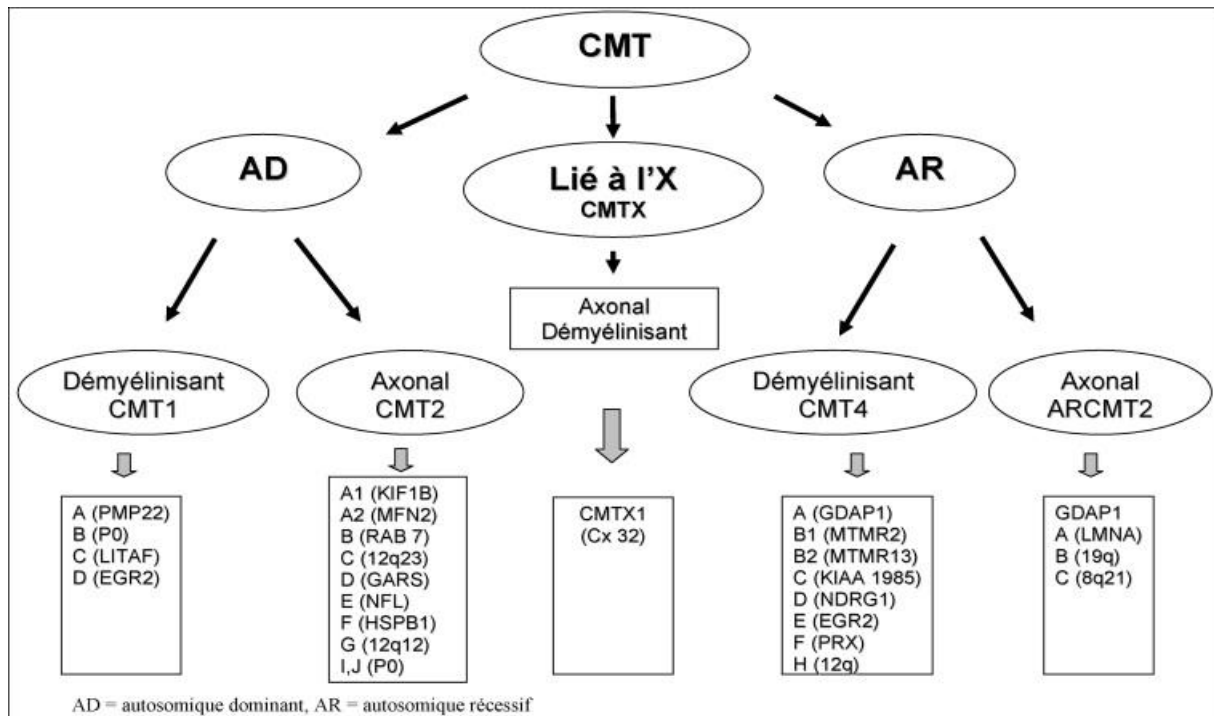 CMT
AD
Lié à l'X
CMTX
AR
Axonal
Démyélinisant
Démyélinisant
CMT1
Axonal
CMT2
Démyélinisant
CMT4
Axonal
ARCMT2
A (PMP22)
B (P0)
C (LITAF)
D (EGR2)
A1 (KIF1B)
A2 (MFN2)
B (RAB 7)
C (12q23)
D (GARS)
E (NFL)
F (HSPB1)
G (12q12)
I,J (P0)
CMTX1
(Cx 32)
A (GDAP1)
B1 (MTMR2)
B2 (MTMR13)
C (KIAA 1985)
D (NDRG1)
E (EGR2)
F (PRX)
H (12q)
GDAP1
A (LMNA)
B (19q)
C (8q21)
AD = autosomique dominant, AR = autosomique récessif